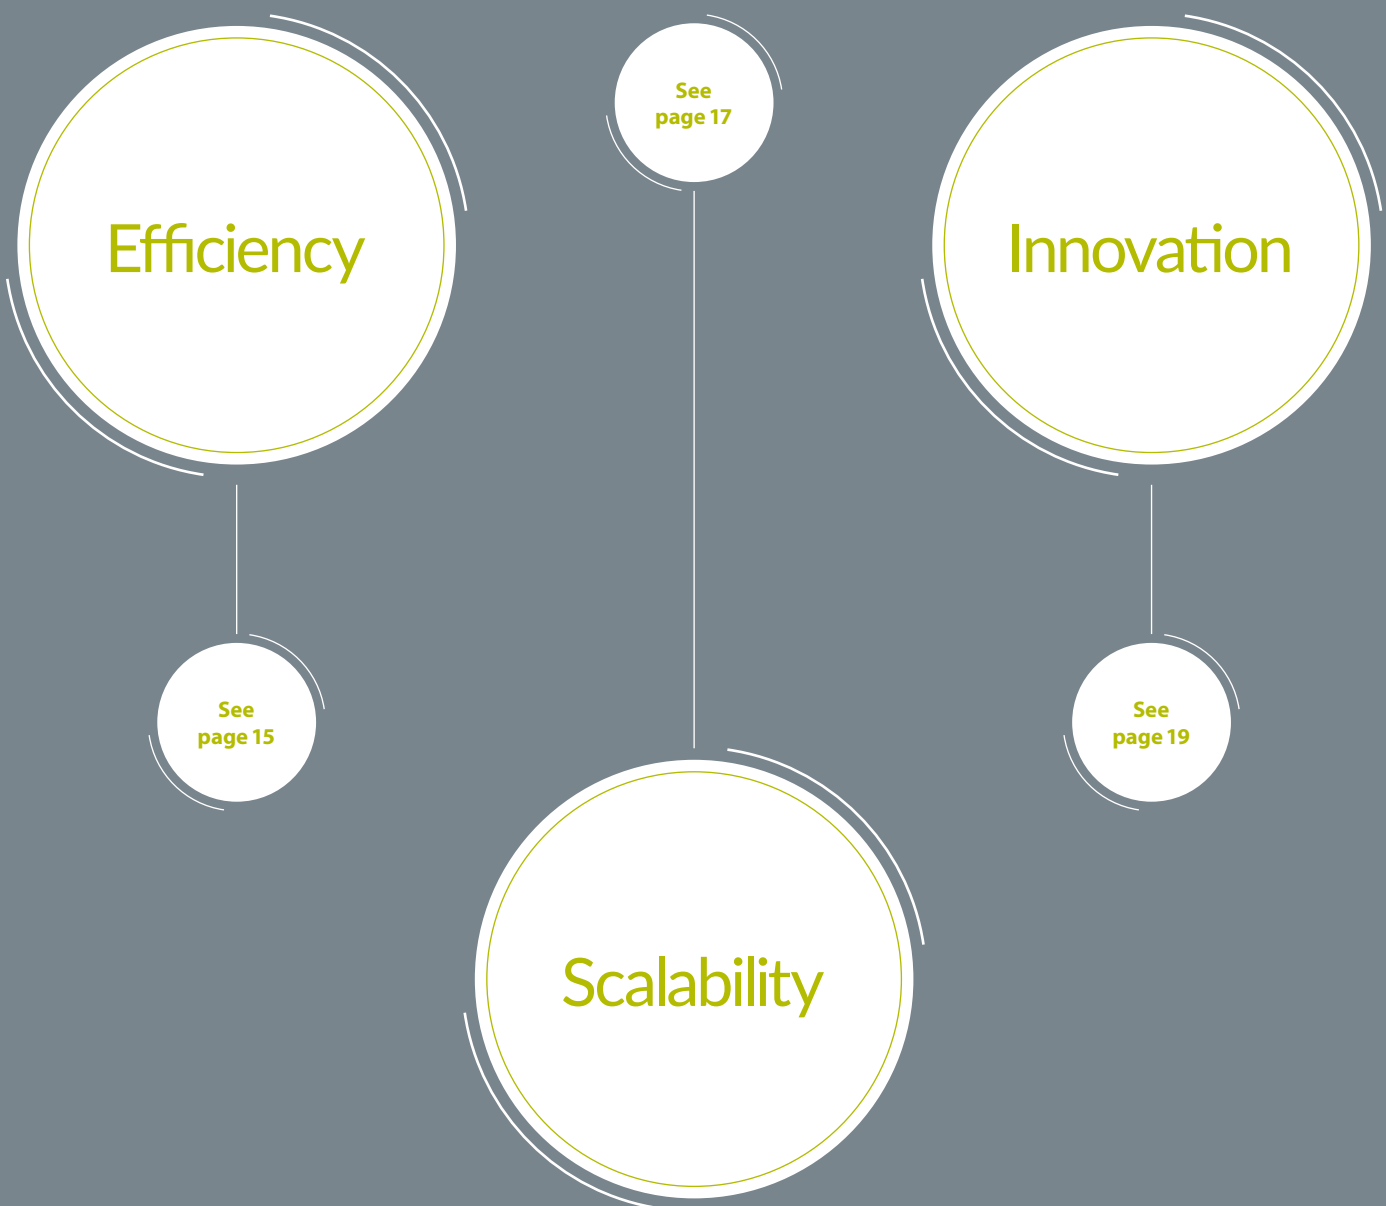 Efficiency
See
page 15
See
page 17
Scalability
Innovation
See
page 19